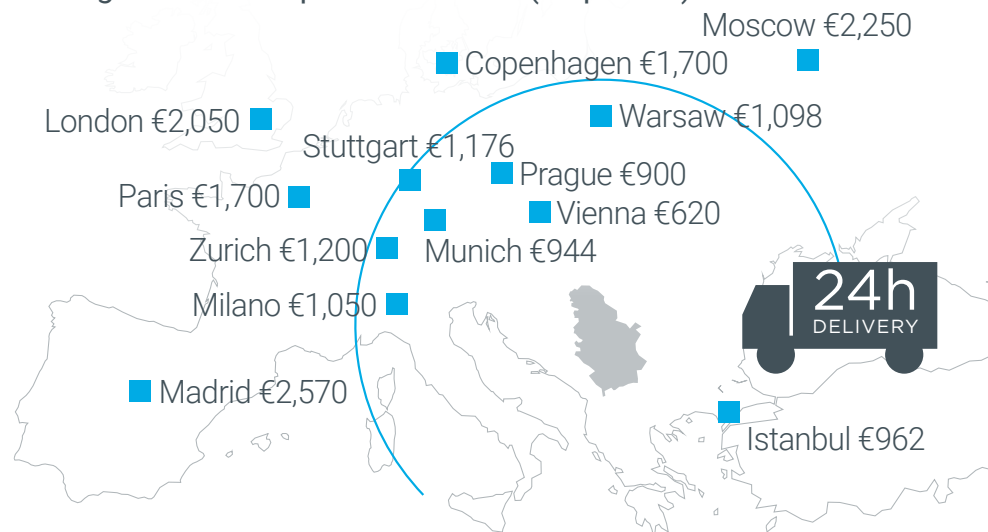 Moscow €2,250
Copenhagen €1,700
London €2,050
Warsaw €1,098
Stuttgart €1,176
Prague €900
Paris €1,700
Vienna €620
Zurich €1,200
Munich €944
24h
DELIVERY
Milano €1,050
Madrid €2,570
Istanbul €962